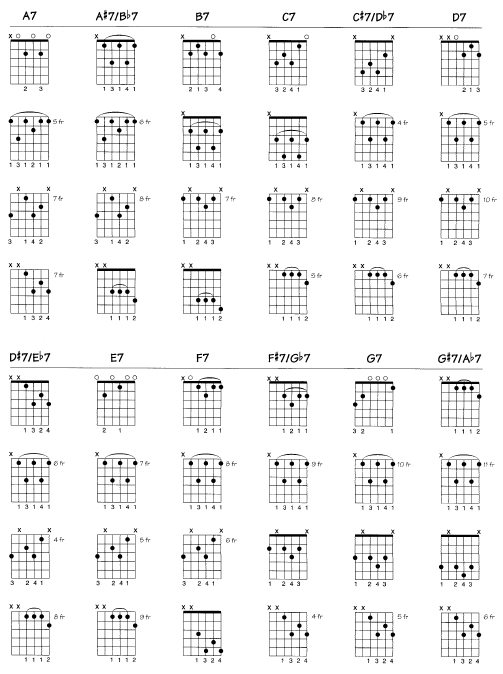 A7 A#7/B♭7 B7 C7 C#7/D♭7 D7
x o o o x x o x o x x x x o
2 3 1 3 1 4 1 2 1 3 4 3 2 4 1 3 2 4 1 2 1 3
x x x x
5 fr 6 fr 4 fr 5 fr
1 3 1 2 1 1 1 3 1 2 1 1 1 3 1 4 1 1 3 1 4 1 1 3 1 4 1 1 3 1 4 1
x x x x x x x x x x x x
7 fr 8 fr 7 fr 8 fr 9 fr 10 fr
3 1 4 2 3 1 4 2 1 2 4 3 1 2 4 3 1 2 4 3 1 2 4 3
x x x x x x x x x x x x
7 fr 5 fr 6 fr 7 fr
1 3 2 4 1 1 1 2 1 1 1 2 1 1 1 2 1 1 1 2 1 1 1 2
D#7/E♭7 E7 F7 F#7/G♭7 G7 G#7/A♭7
x x o o o o x o x x o o o x x
1 3 2 4 2 1 1 2 1 1 1 2 1 1 3 2 1 1 1 1 2
x x x x x x
6 fr 7 fr 8 fr 9 fr 10 fr 11 fr
1 3 1 4 1 1 3 1 4 1 1 3 1 4 1 1 3 1 4 1 1 3 1 4 1 1 3 1 4 1
x x x x x x x x x x x x
4 fr 5 fr 6 fr
3 2 4 1 3 2 4 1 3 2 4 1 1 2 4 3 1 2 4 3 1 2 4 3
x x x x x x x x x x x x
8 fr 9 fr 4 fr 5 fr 6 fr
1 1 1 2 1 1 1 2 1 3 2 4 1 3 2 4 1 3 2 4 1 3 2 4